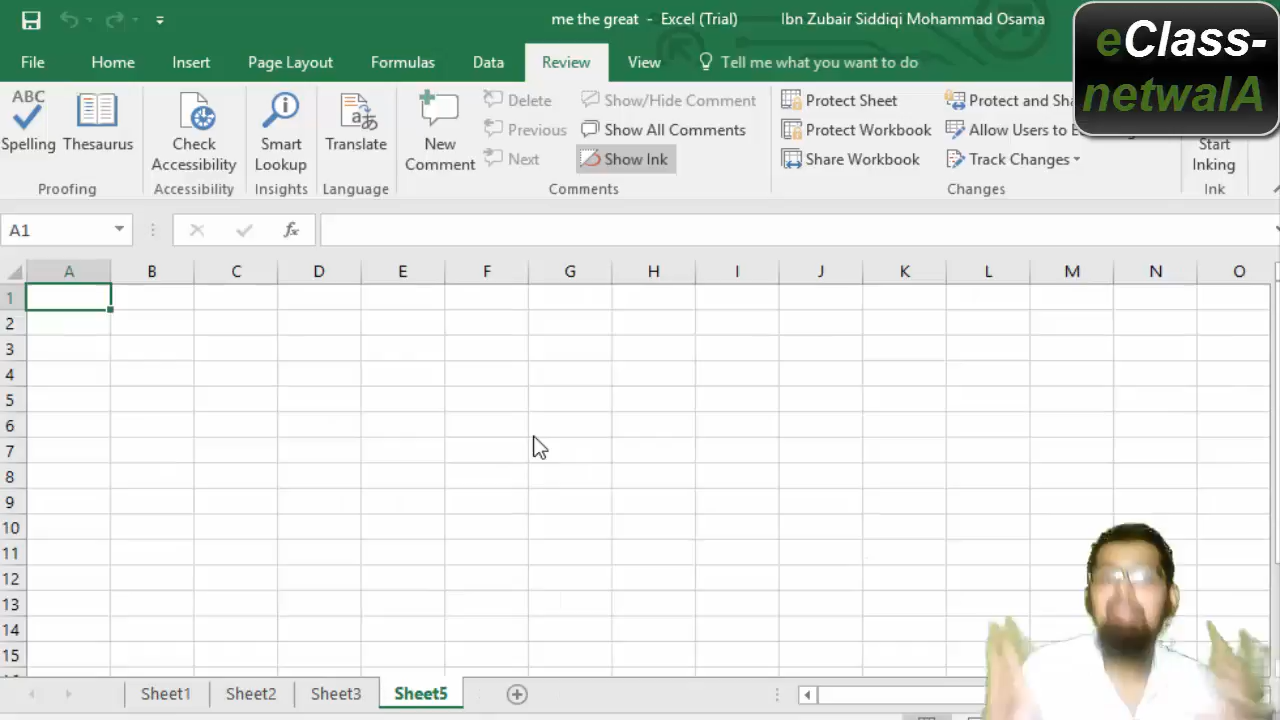 me the great - Excel (Trial) Ibn Zubair Siddiqi Mohammad Osama
eClass-
netwalA
File Home Insert Page Layout Formulas Data Review View Tell me what you want to do
ABC
Spelling
Thesaurus
Proofing
Check
Accessibility
Accessibility
Smart
Lookup
Insights
Translate
Language
New
Comment
Delete
Previous
Next
Show/Hide Comment
Show All Comments
Show Ink
Comments
Protect Sheet
Protect Workbook
Share Workbook
Protect and Sha
Allow Users to E
Track Changes
Changes
Start
Inking
Ink
A1 fx
A B C D E F G H I J K L M N O
1
2
3
4
5
6
7
8
9
10
11
12
13
14
15
Sheet1 Sheet2 Sheet3 Sheet5